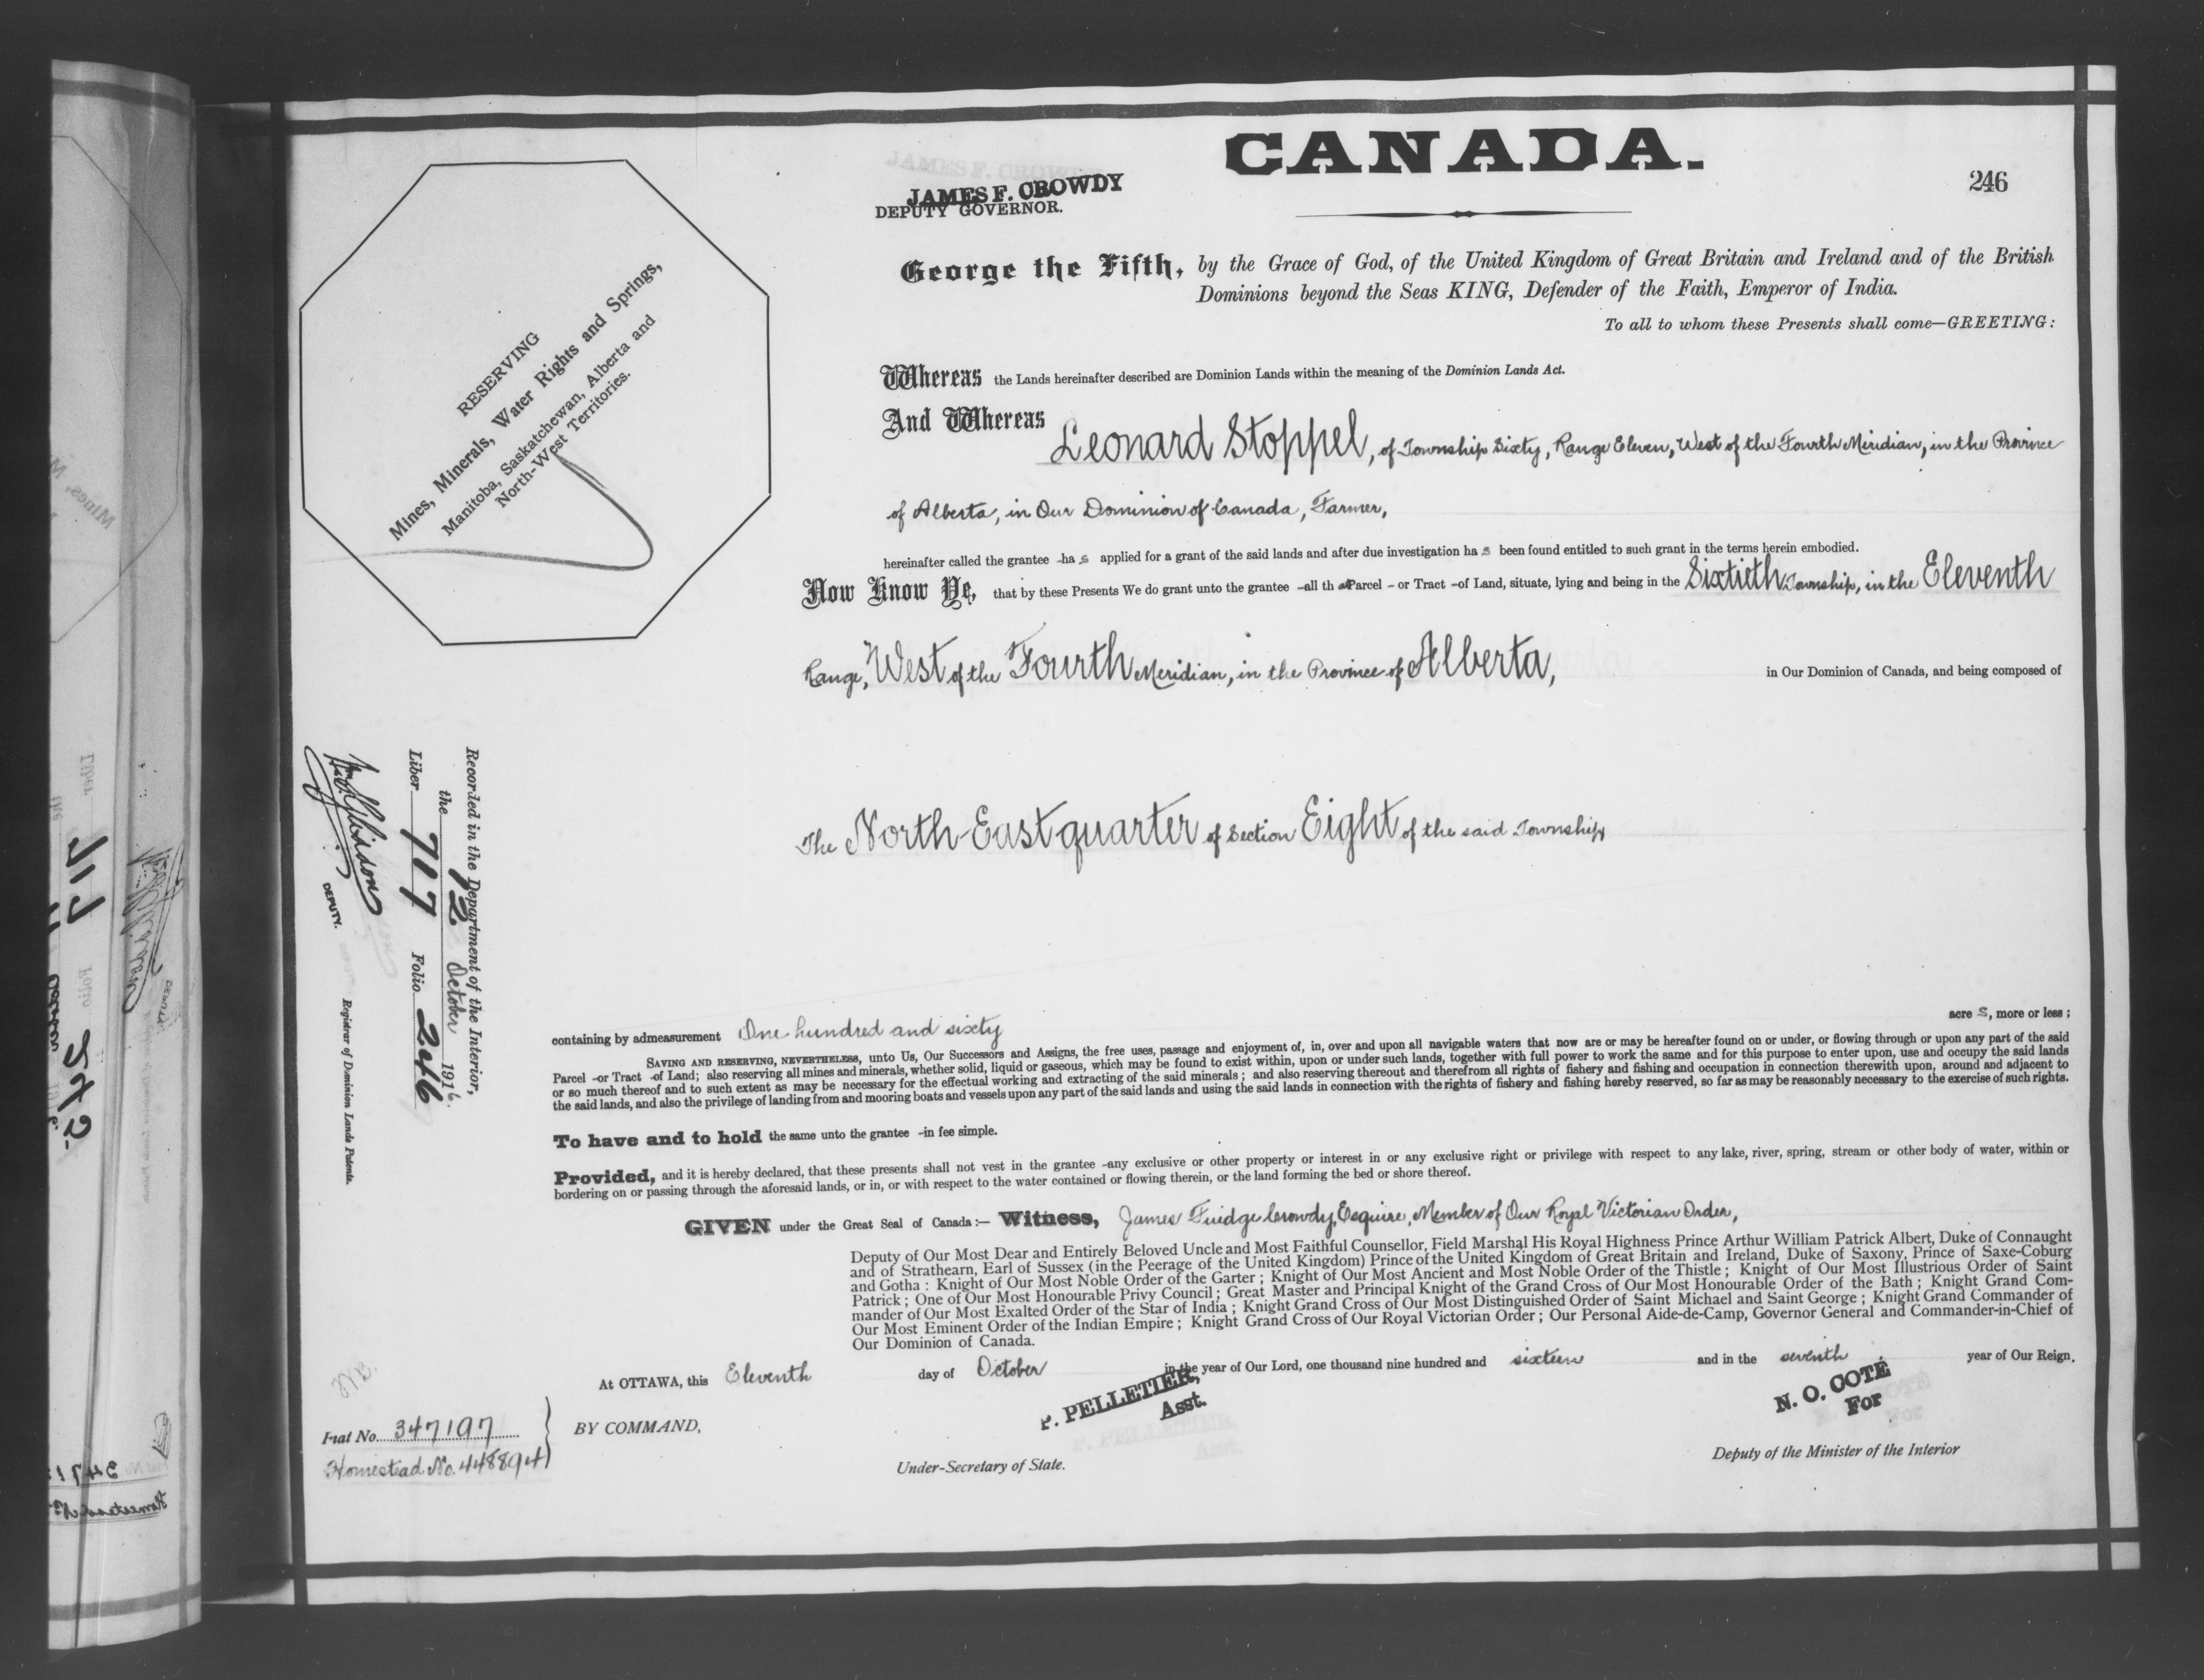 CANADA.
246
JAMES F. CROWDY
DEPUTY GOVERNOR.
George the Fifth, by the Grace of God, of the United Kingdom of Great Britain and Ireland and of the British
Dominions beyond the Seas KING, Defender of the Faith, Emperor of India.
To all to whom these Presents shall come—GREETING:
RESERVING
Mines, Minerals, Water Rights and Springs,
Manitoba, Saskatchewan, Alberta and
North-West Territories.
Whereas the Lands hereinafter described are Dominion Lands within the meaning of the Dominion Lands Act.
And Whereas Leonard Stoppel, of Township Sixty, Range Eleven, West of the Fourth Meridian, in the Province
of Alberta, in Our Dominion of Canada, Farmer,
hereinafter called the grantee -ha s applied for a grant of the said lands and after due investigation ha s been found entitled to such grant in the terms herein embodied.
Now Know Ye, that by these Presents We do grant unto the grantee -all th at Parcel - or Tract -of Land, situate, lying and being in the Sixtieth Township, in the Eleventh
Range, West of the Fourth Meridian, in the Province of Alberta, in Our Dominion of Canada, and being composed of
The North-East quarter of Section Eight of the said Township
Recorded in the Department of the Interior,
the 12 October 1916.
Liber 717 Folio 246
DEPUTY. Registrar of Dominion Lands Patents.
containing by admeasurement One hundred and sixty acre s, more or less;
SAVING AND RESERVING, NEVERTHELESS, unto Us, Our Successors and Assigns, the free uses, passage and enjoyment of, in, over and upon all navigable waters that now are or may be hereafter found on or under, or flowing through or upon any part of the said
Parcel -or Tract -of Land; also reserving all mines and minerals, whether solid, liquid or gaseous, which may be found to exist within, upon or under such lands, together with full power to work the same and for this purpose to enter upon, use and occupy the said lands
or so much thereof and to such extent as may be necessary for the effectual working and extracting of the said minerals; and also reserving thereout and therefrom all rights of fishery and fishing and occupation in connection therewith upon, around and adjacent to
the said lands, and also the privilege of landing from and mooring boats and vessels upon any part of the said lands and using the said lands in connection with the rights of fishery and fishing hereby reserved, so far as may be reasonably necessary to the exercise of such rights.
To have and to hold the same unto the grantee -in fee simple.
Provided, and it is hereby declared, that these presents shall not vest in the grantee -any exclusive or other property or interest in or any exclusive right or privilege with respect to any lake, river, spring, stream or other body of water, within or
bordering on or passing through the aforesaid lands, or in, or with respect to the water contained or flowing therein, or the land forming the bed or shore thereof.
GIVEN under the Great Seal of Canada:— Witness, James Fuidge Crowdy, Esquire, Member of Our Royal Victorian Order,
Deputy of Our Most Dear and Entirely Beloved Uncle and Most Faithful Counsellor, Field Marshal His Royal Highness Prince Arthur William Patrick Albert, Duke of Connaught
and of Strathearn, Earl of Sussex (in the Peerage of the United Kingdom) Prince of the United Kingdom of Great Britain and Ireland, Duke of Saxony, Prince of Saxe-Coburg
and Gotha: Knight of Our Most Noble Order of the Garter; Knight of Our Most Ancient and Most Noble Order of the Thistle; Knight of Our Most Illustrious Order of Saint
Patrick; One of Our Most Honourable Privy Council; Great Master and Principal Knight of the Grand Cross of Our Most Honourable Order of the Bath; Knight Grand Com-
mander of Our Most Exalted Order of the Star of India; Knight Grand Cross of Our Most Distinguished Order of Saint Michael and Saint George; Knight Grand Commander of
Our Most Eminent Order of the Indian Empire; Knight Grand Cross of Our Royal Victorian Order; Our Personal Aide-de-Camp, Governor General and Commander-in-Chief of
Our Dominion of Canada.
At OTTAWA, this Eleventh day of October in the year of Our Lord, one thousand nine hundred and sixteen and in the seventh year of Our Reign.
P. PELLETIER,
Asst.
N. O. COTÉ
For
Fiat No. 347197
Homestead No. 448894
BY COMMAND,
Under-Secretary of State.
Deputy of the Minister of the Interior